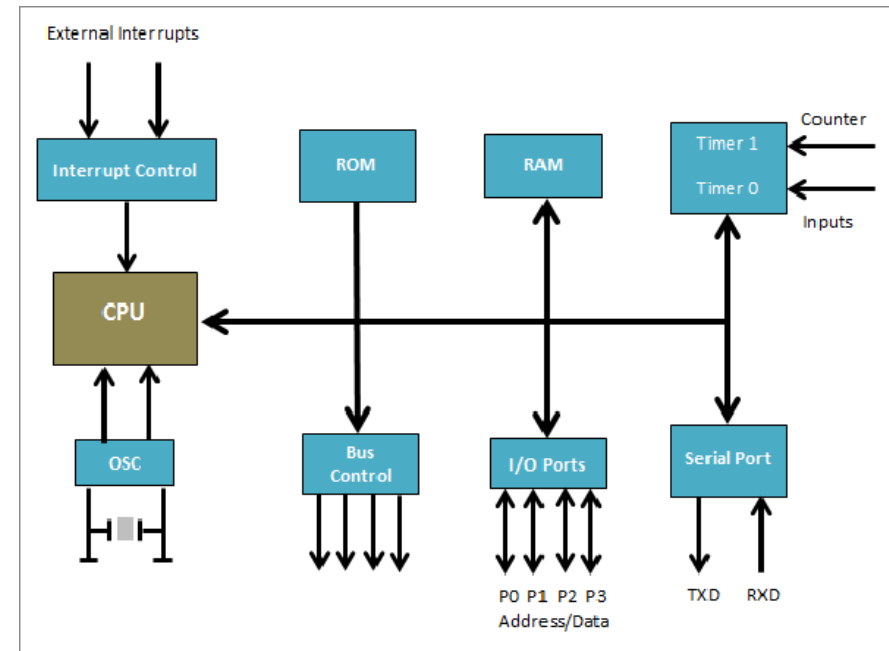 External Interrupts
Interrupt Control
ROM
RAM
Timer 1
Timer 0
Counter
Inputs
CPU
OSC
Bus
Control
I/O Ports
Serial Port
P0 P1 P2 P3
Address/Data
TXD RXD